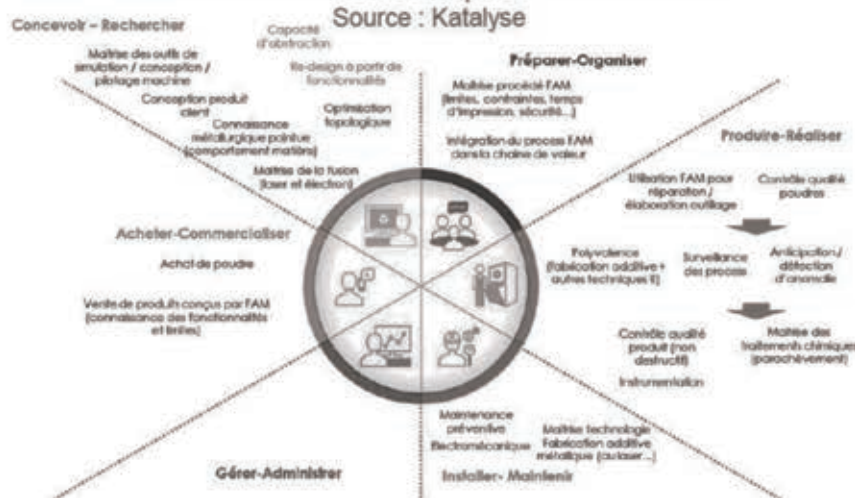 Source : Katalyse
Concevoir – Rechercher
Capacité
d'abstraction
Maîtrise des outils de
simulation / conception /
pilotage machine
Re-design à partir de
fonctionnalités
Conception produit
client
Optimisation
topologique
Connaissance
métallurgique pointue
(comportement matière)
Maîtrise de la fusion
(laser et électron)
Préparer-Organiser
Maîtrise procédé FAM
(limites, contraintes, temps
d'impression, sécurité...)
Intégration du process FAM
dans la chaîne de valeur
Produire-Réaliser
Utilisation FAM pour
réparation /
élaboration outillage
Contrôle qualité
poudres
Polyvalence
(Fabrication additive +
autres techniques
Surveillance
des process
Anticipation /
détection
d'anomalie
Contrôle qualité
produit (non
destructif)
Instrumentation
Maîtrise des
traitements chimiques
(parachèvement)
Acheter-Commercialiser
Achat de poudre
Vente de produits conçus par FAM
(connaissance des fonctionnalités
et limites)
Maintenance
préventive
Électromécanique
Maîtrise technologie
Fabrication additive
métallique (au laser...)
Gérer-Administrer
Installer- Maintenir